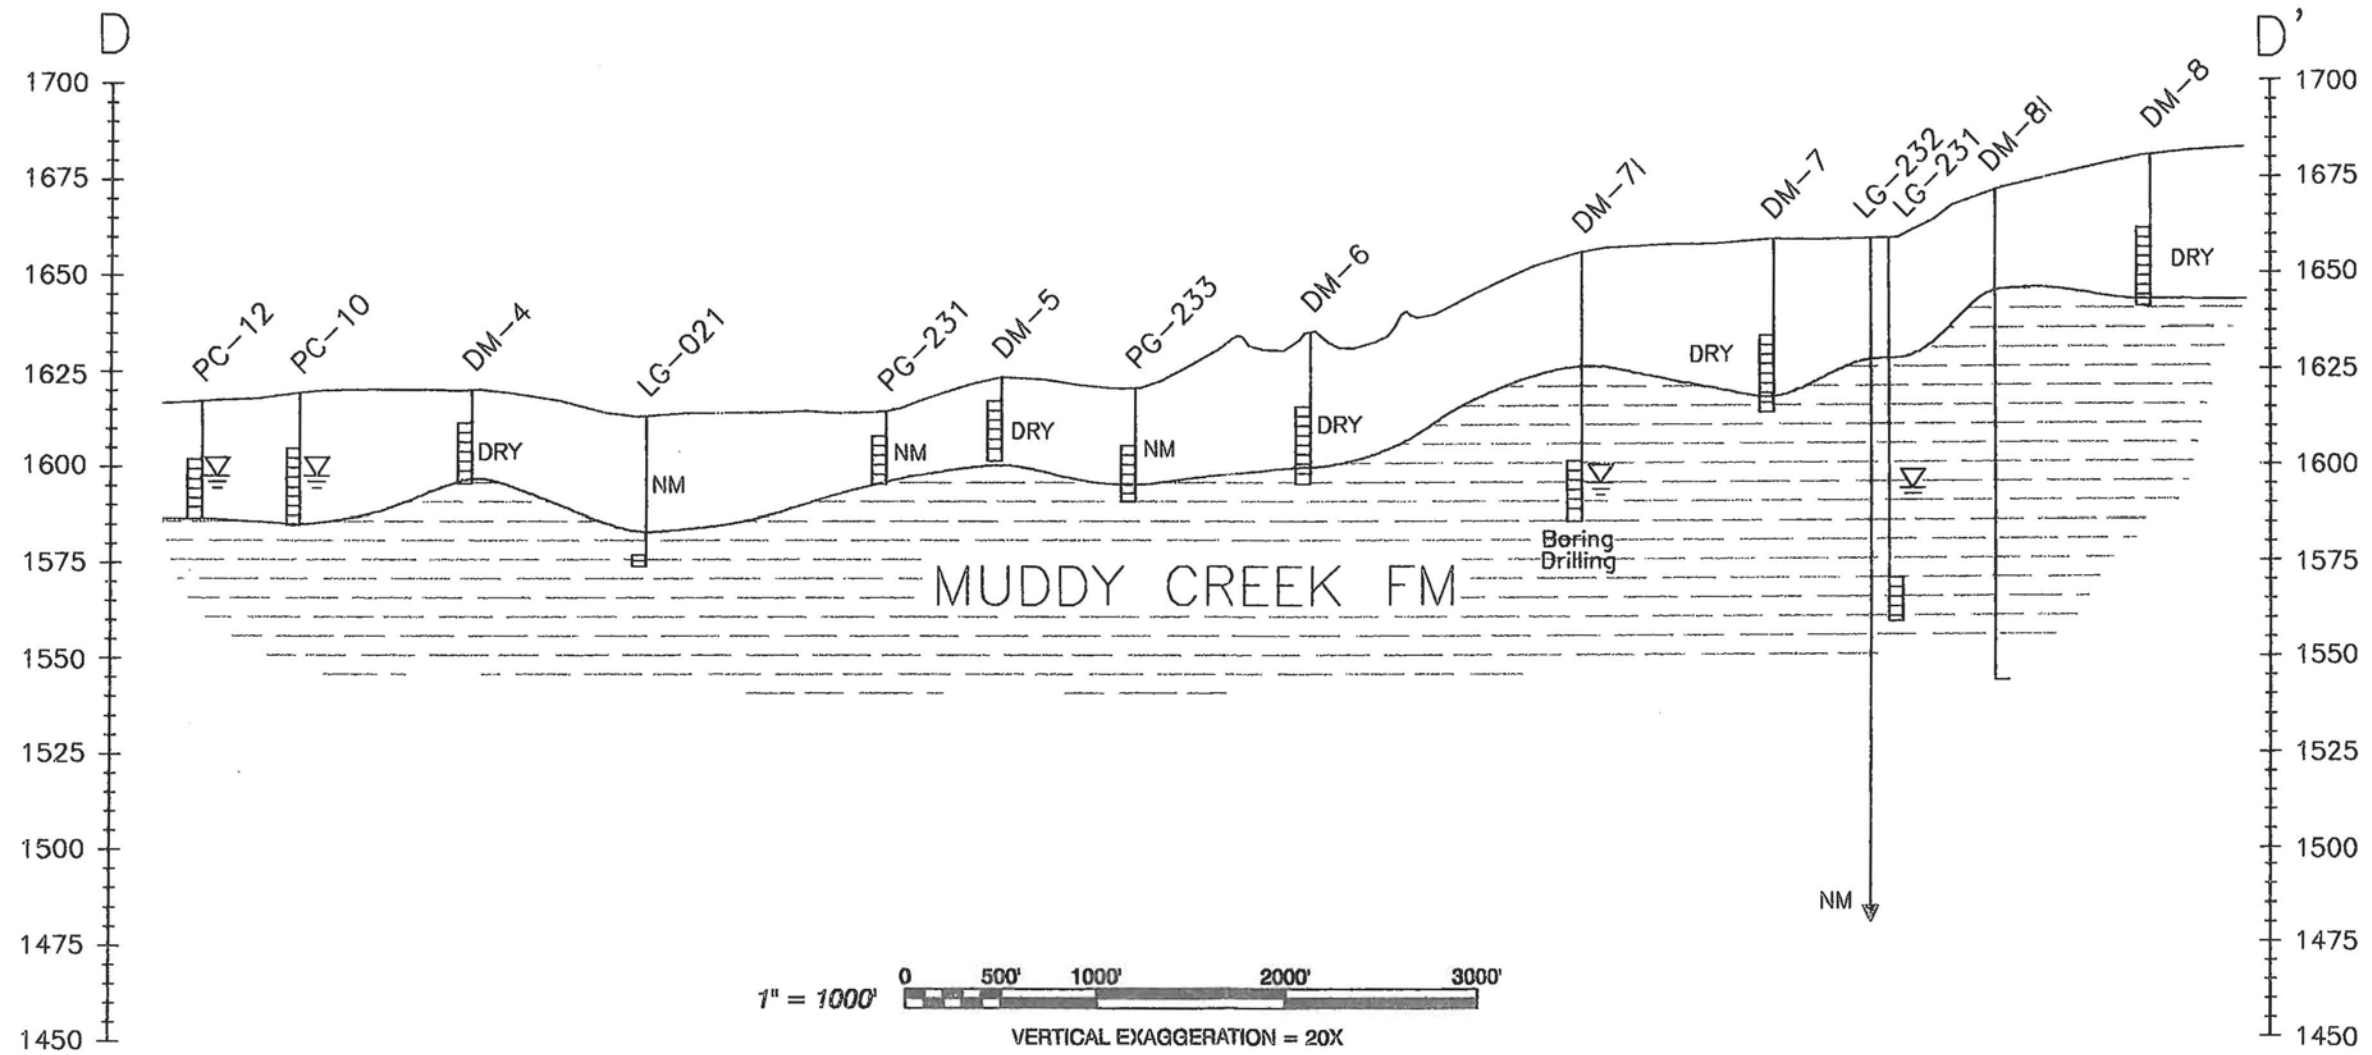 D
D'
1700
1675
1650
1625
1600
1575
1550
1525
1500
1475
1450
1700
1675
1650
1625
1600
1575
1550
1525
1500
1475
1450
PC-12
PC-10
DM-4
LG-021
PG-231
DM-5
PG-233
DM-6
DM-7I
DM-7
LG-232
LG-231
DM-8I
DM-8
DRY
NM
NM
DRY
NM
DRY
DRY
DRY
Boring
Drilling
MUDDY CREEK FM
NM
0 500' 1000' 2000' 3000'
1" = 1000'
VERTICAL EXAGGERATION = 20X